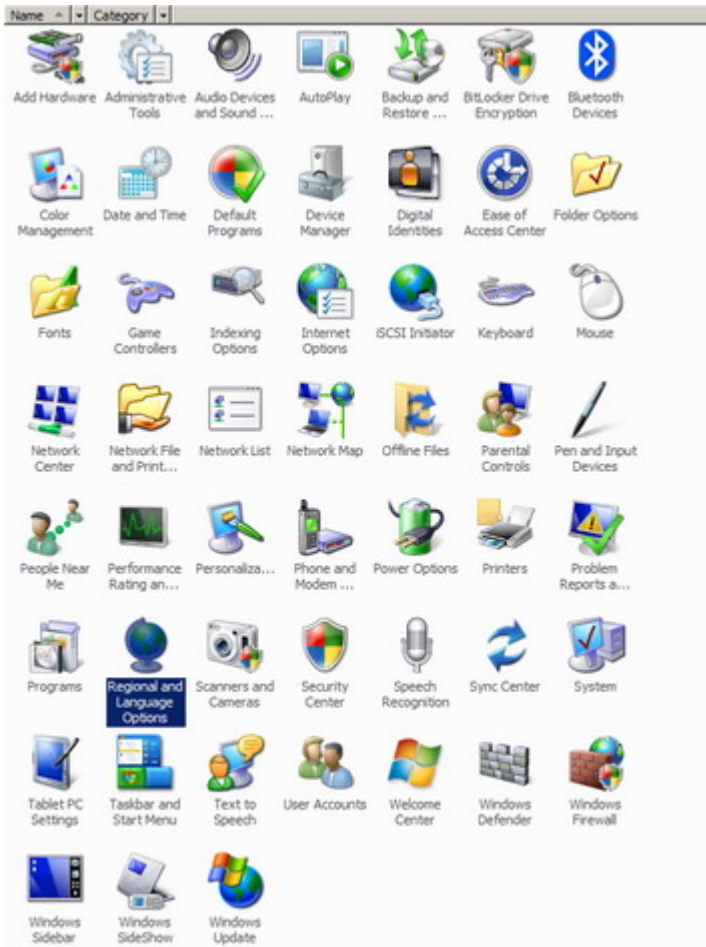 Name Category
Add Hardware Administrative Audio Devices AutoPlay Backup and BitLocker Drive Bluetooth
Tools and Sound ... Restore ... Encryption Devices
Color Date and Time Default Device Digital Ease of Folder Options
Management Programs Manager Identities Access Center
Fonts Game Indexing Internet iSCSI Initiator Keyboard Mouse
Controllers Options Options
Network Network File Network List Network Map Offline Files Parental Pen and Input
Center and Print... Controls Devices
People Near Performance Personaliza... Phone and Power Options Printers Problem
Me Rating an... Modem ... Reports a...
Programs Regional and Scanners and Security Speech Sync Center System
Language Cameras Center Recognition
Options
Tablet PC Taskbar and Text to User Accounts Welcome Windows Windows
Settings Start Menu Speech Center Defender Firewall
Windows Windows Windows
Sidebar SideShow Update